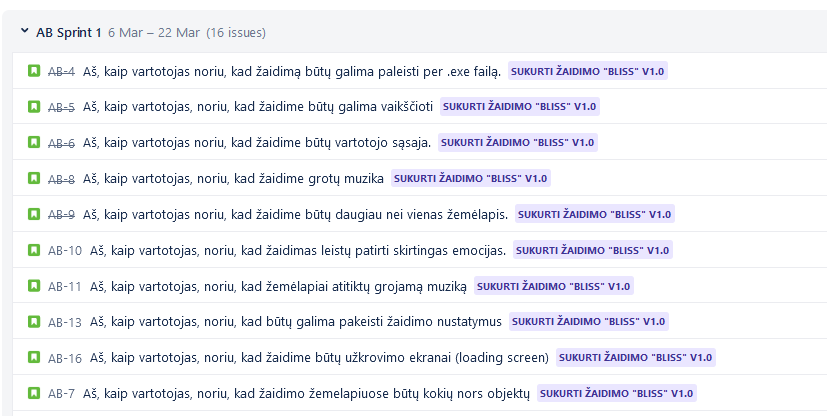 AB Sprint 1 6 Mar – 22 Mar (16 issues)
AB-4 Aš, kaip vartotojas noriu, kad žaidimą būtų galima paleisti per .exe failą. SUKURTI ŽAIDIMO "BLISS" V1.0
AB-5 Aš, kaip vartotojas, noriu, kad žaidime būtų galima vaikščioti SUKURTI ŽAIDIMO "BLISS" V1.0
AB-6 Aš, kaip vartotojas, noriu, kad žaidime būtų vartotojo sąsaja. SUKURTI ŽAIDIMO "BLISS" V1.0
AB-8 Aš, kaip vartotojas, noriu, kad žaidime grotų muzika SUKURTI ŽAIDIMO "BLISS" V1.0
AB-9 Aš, kaip vartotojas, noriu, kad žaidime būtų daugiau nei vienas žemėlapis. SUKURTI ŽAIDIMO "BLISS" V1.0
AB-10 Aš, kaip vartotojas, noriu, kad žaidimas leistų patirti skirtingas emocijas. SUKURTI ŽAIDIMO "BLISS" V1.0
AB-11 Aš, kaip vartotojas, noriu, kad žemėlapiai atitiktų grojamą muziką SUKURTI ŽAIDIMO "BLISS" V1.0
AB-13 Aš, kaip vartotojas, noriu, kad būtų galima pakeisti žaidimo nustatymus SUKURTI ŽAIDIMO "BLISS" V1.0
AB-16 Aš, kaip vartotojas, noriu, kad žaidime būtų užkrovimo ekranai (loading screen) SUKURTI ŽAIDIMO "BLISS" V1.0
AB-7 Aš, kaip vartotojas, noriu, kad žaidimo žemelapiuose būtų kokių nors objektų SUKURTI ŽAIDIMO "BLISS" V1.0